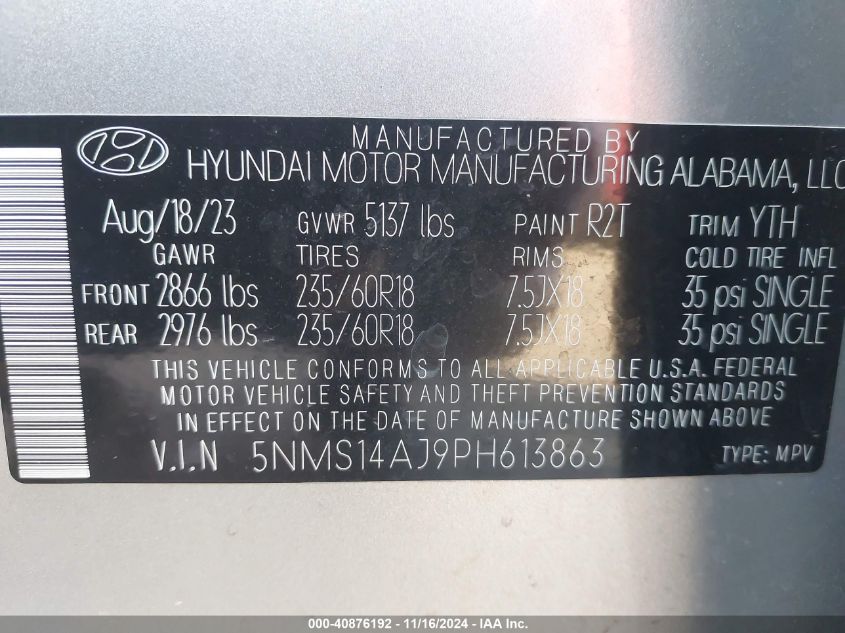 MANUFACTURED BY
HYUNDAI MOTOR MANUFACTURING ALABAMA, LLC
Aug/18/23 GVWR 5137 lbs PAINT R2T TRIM YTH
GAWR TIRES RIMS COLD TIRE INFL
FRONT 2866 lbs 235/60R18 7.5JX18 35 psi SINGLE
REAR 2976 lbs 235/60R18 7.5JX18 35 psi SINGLE
THIS VEHICLE CONFORMS TO ALL APPLICABLE U.S.A. FEDERAL
MOTOR VEHICLE SAFETY AND THEFT PREVENTION STANDARDS
IN EFFECT ON THE DATE OF MANUFACTURE SHOWN ABOVE.
V.I.N 5NMS14AJ9PH613863 TYPE: MPV
000-40876192 - 11/16/2024 - IAA Inc.